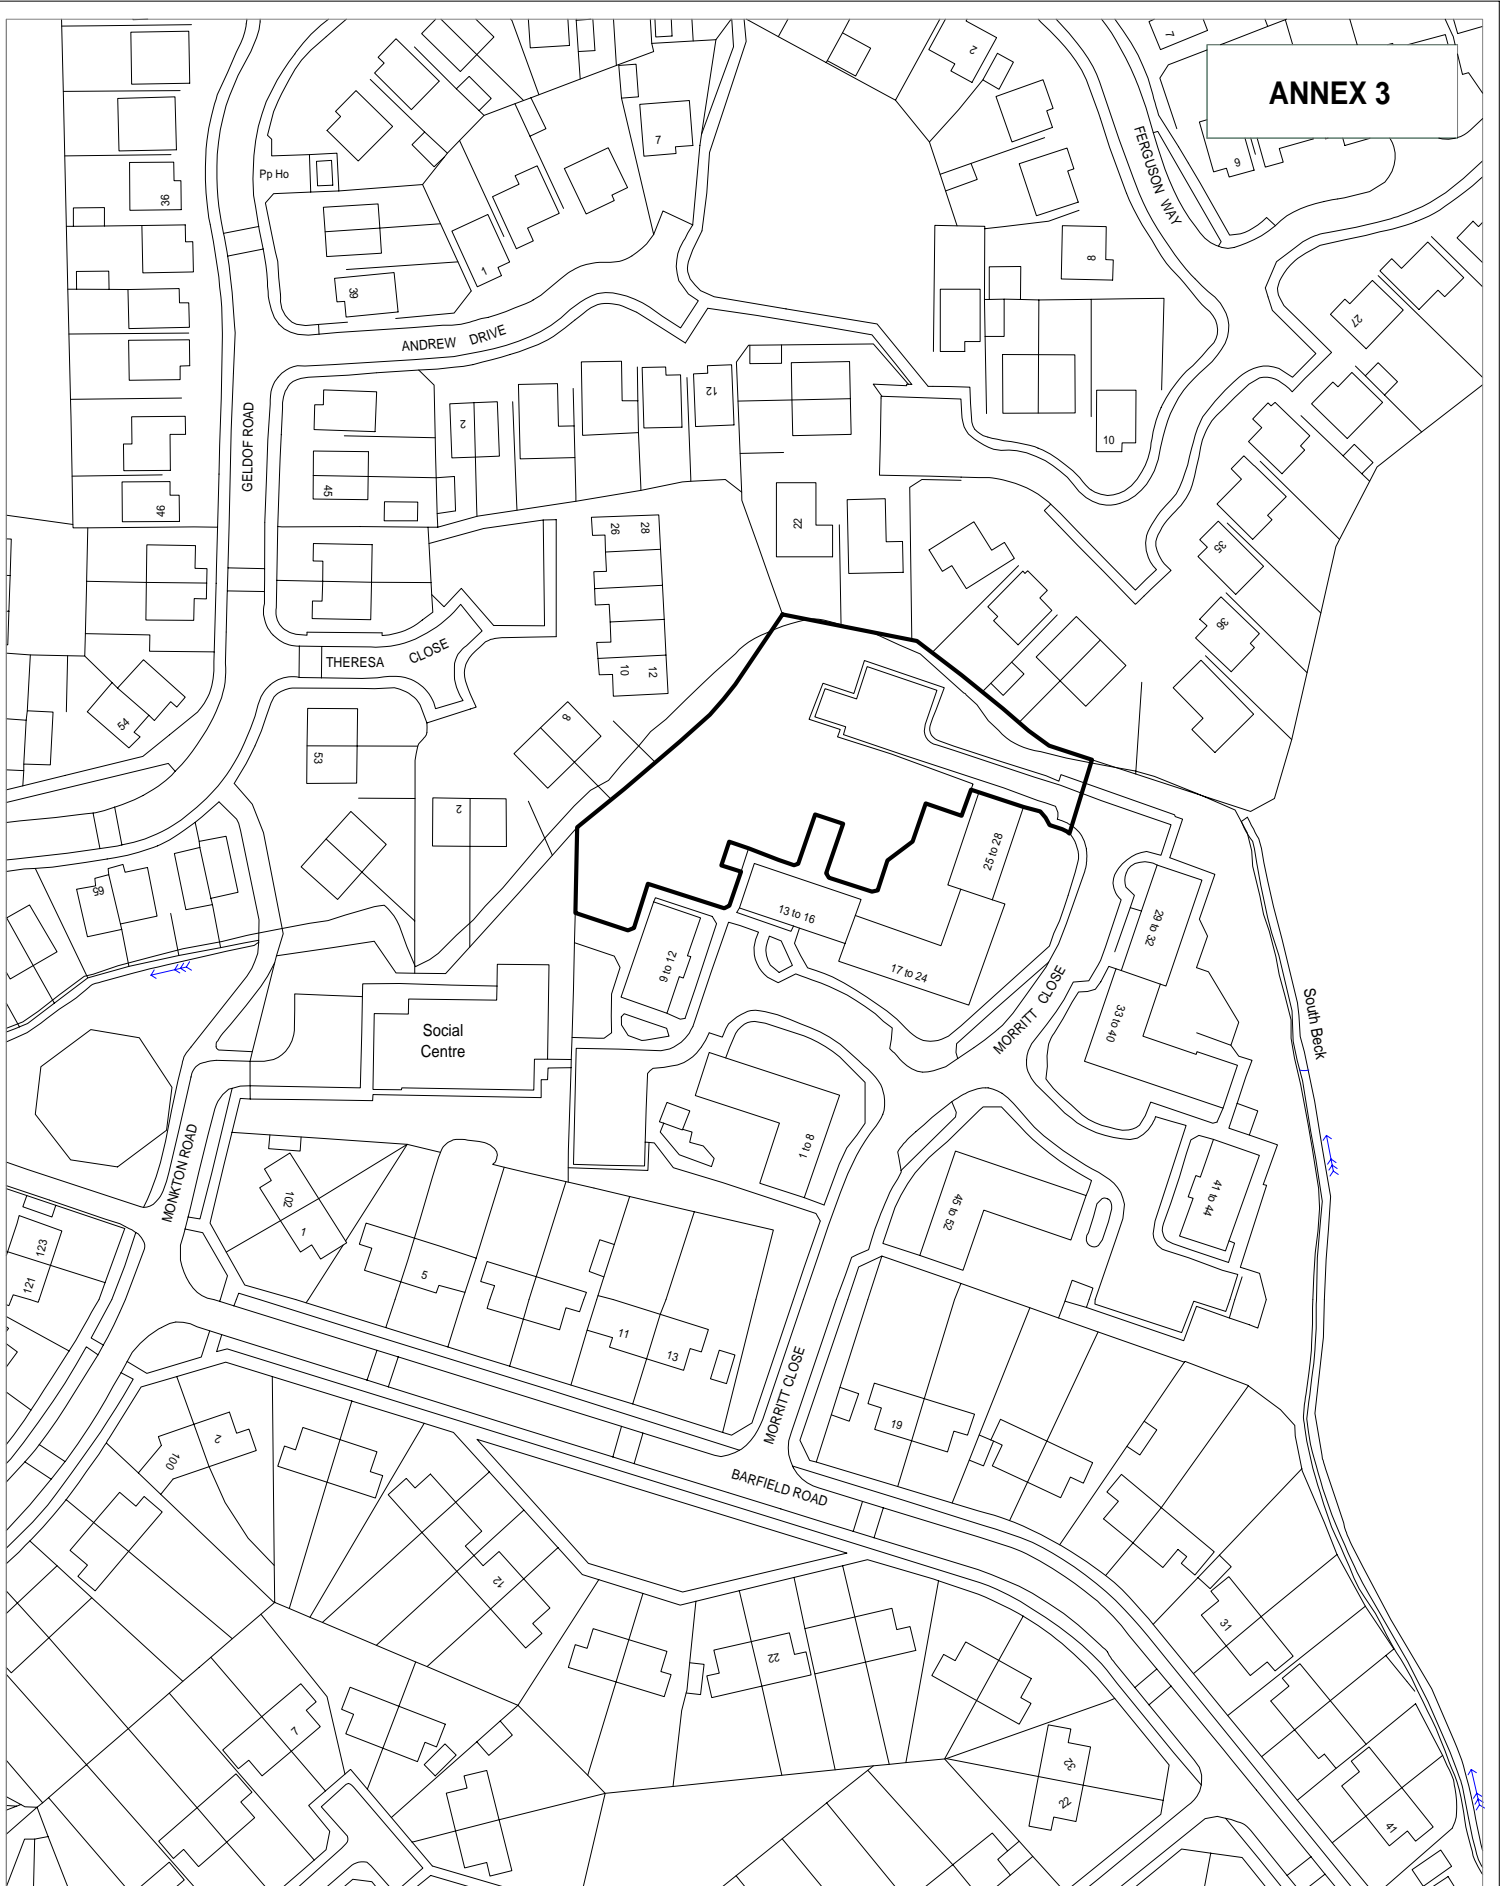 ANNEX 3
7
2
7
9
Pp Ho
36
FERGUSON WAY
1
39
8
27
ANDREW DRIVE
GELDOF ROAD
2
12
10
45
46
22
26
28
35
36
THERESA CLOSE
10
12
54
8
53
2
25 to 28
65
13 to 16
29 to 32
9 to 12
17 to 24
MORRITT CLOSE
33 to 40
South Beck
Social
Centre
1 to 8
MONKTON ROAD
102
1
41 to 44
45 to 52
123
121
5
11
13
MORRITT CLOSE
19
2
100
BARFIELD ROAD
12
31
22
7
32
22
41